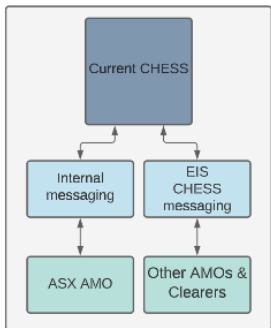 Current CHESS
Internal
messaging
EIS
CHESS
messaging
ASX AMO
Other AMOs &
Clearers